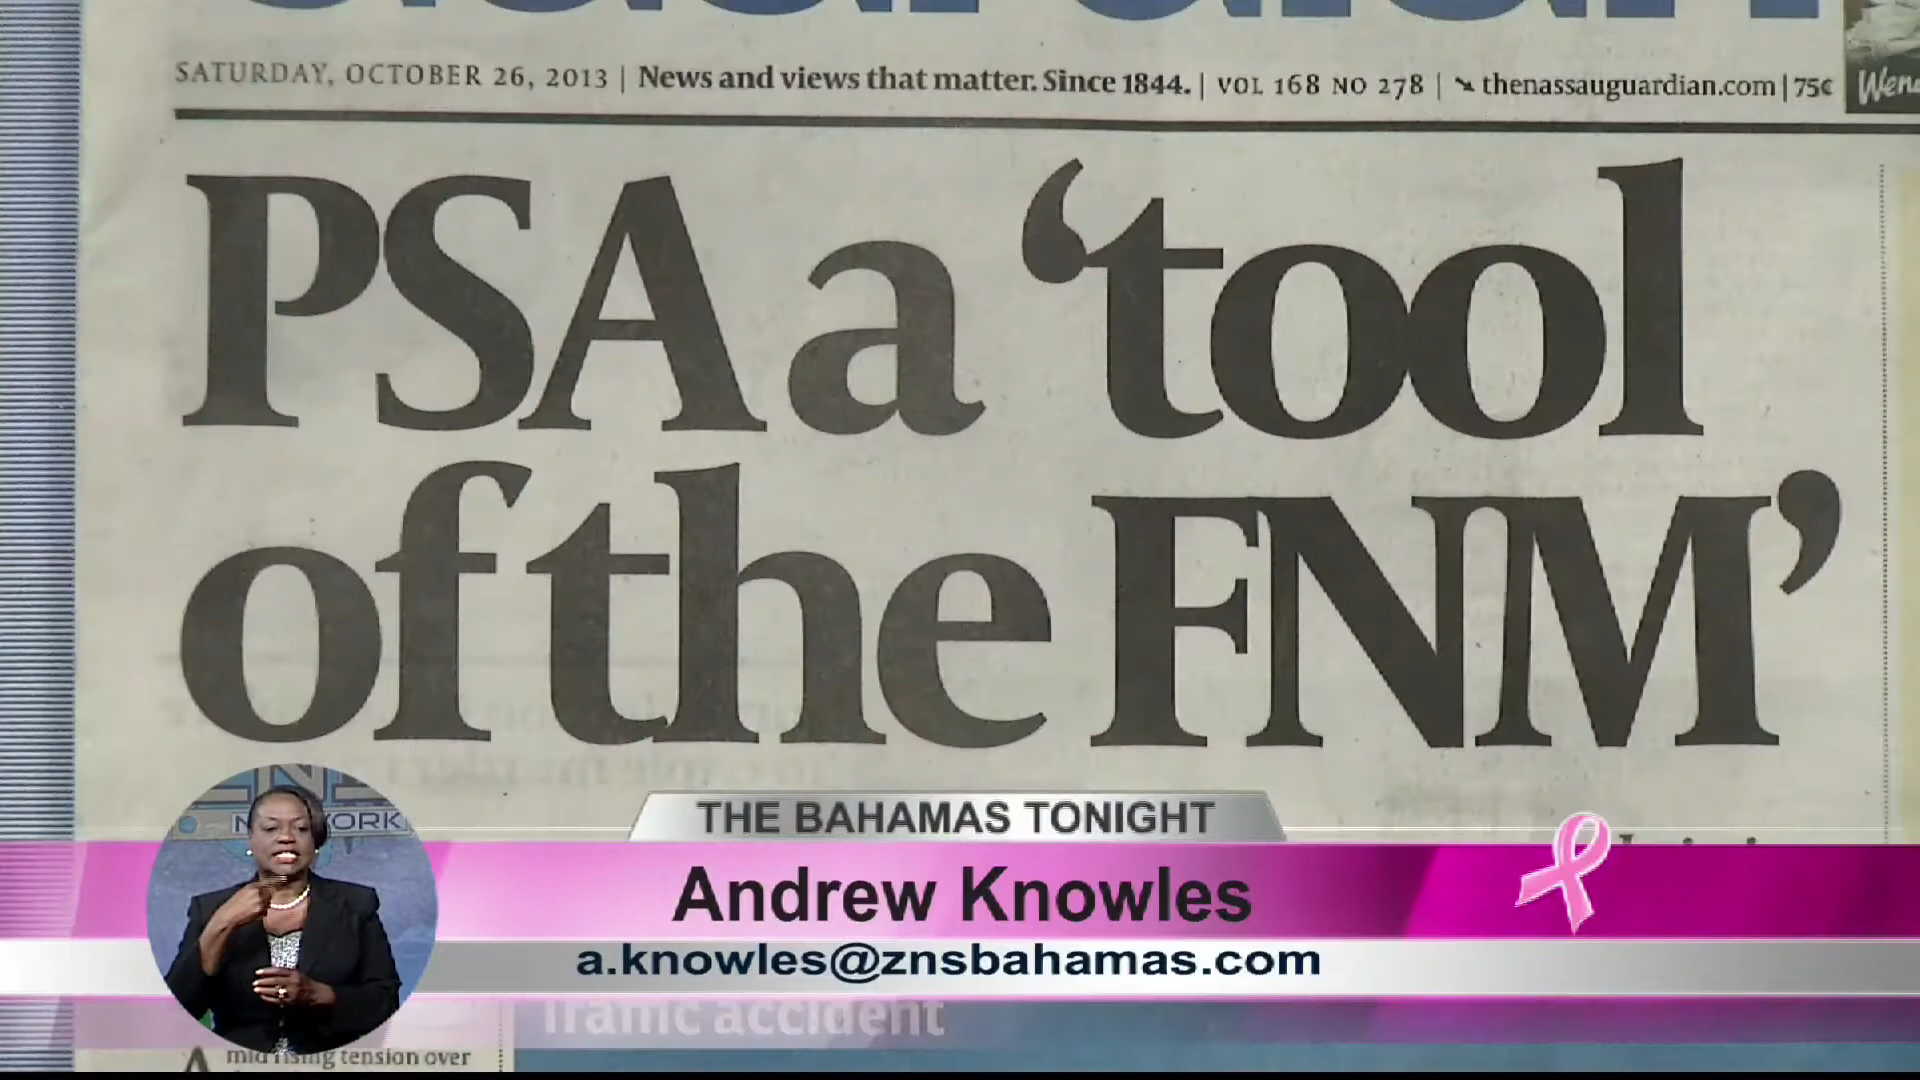 SATURDAY, OCTOBER 26, 2013 | News and views that matter. Since 1844. | VOL 168 NO 278 | thenassauguardian.com | 75¢
PSA a ‘tool
of the FNM’
THE BAHAMAS TONIGHT
Andrew Knowles
a.knowles@znsbahamas.com
Traffic accident
mid rising tension over